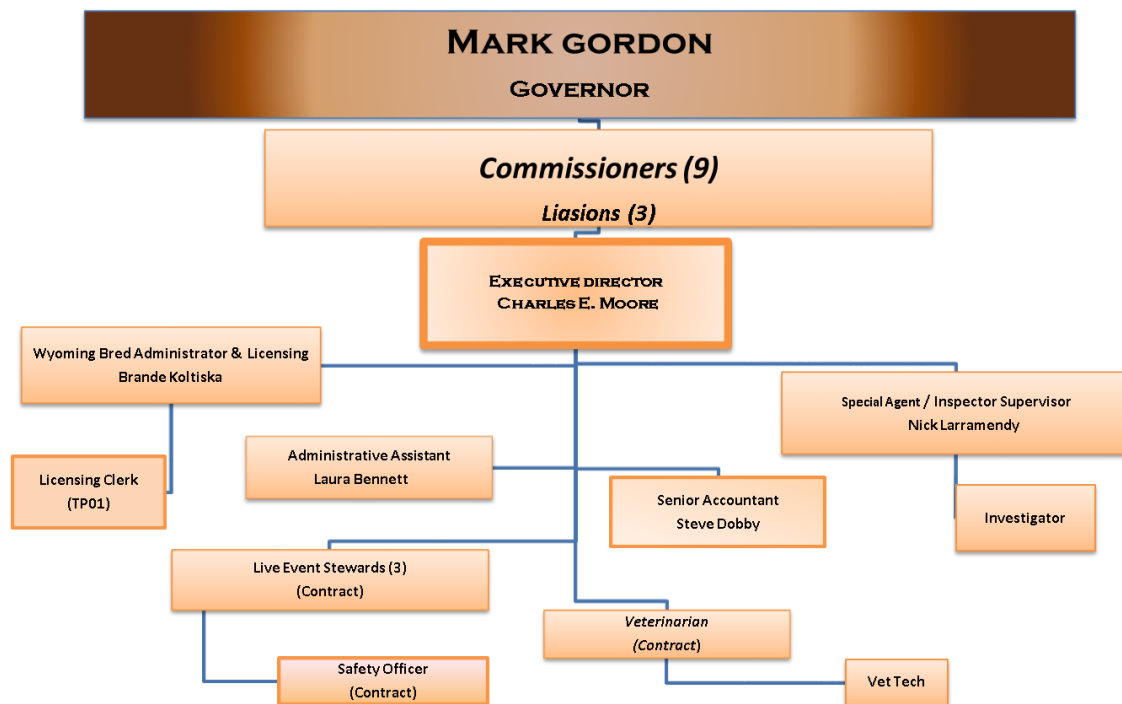 MARK GORDON
GOVERNOR
Commissioners (9)
Liasions (3)
EXECUTIVE DIRECTOR
CHARLES E. MOORE
Wyoming Bred Administrator & Licensing
Brande Koltiska
Special Agent / Inspector Supervisor
Nick Larramendy
Administrative Assistant
Laura Bennett
Licensing Clerk
(TP01)
Senior Accountant
Steve Dobby
Investigator
Live Event Stewards (3)
(Contract)
Veterinarian
(Contract)
Safety Officer
(Contract)
Vet Tech